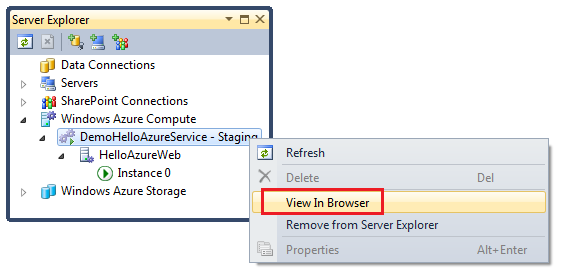 Server Explorer
Data Connections
Servers
SharePoint Connections
Windows Azure Compute
DemoHelloAzureService - Staging
HelloAzureWeb
Instance 0
Windows Azure Storage
Refresh
Delete Del
View In Browser
Remove from Server Explorer
Properties Alt+Enter